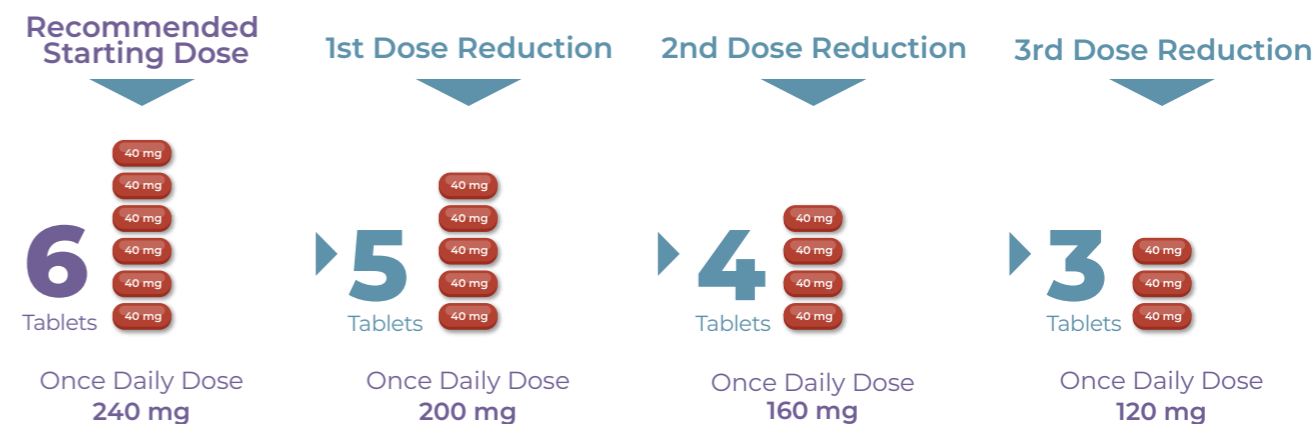 Recommended
Starting Dose
40 mg
40 mg
40 mg
40 mg
40 mg
40 mg
6
Tablets
Once Daily Dose
240 mg
1st Dose Reduction
40 mg
40 mg
40 mg
40 mg
40 mg
5
Tablets
Once Daily Dose
200 mg
2nd Dose Reduction
40 mg
40 mg
40 mg
40 mg
4
Tablets
Once Daily Dose
160 mg
3rd Dose Reduction
40 mg
40 mg
40 mg
3
Tablets
Once Daily Dose
120 mg